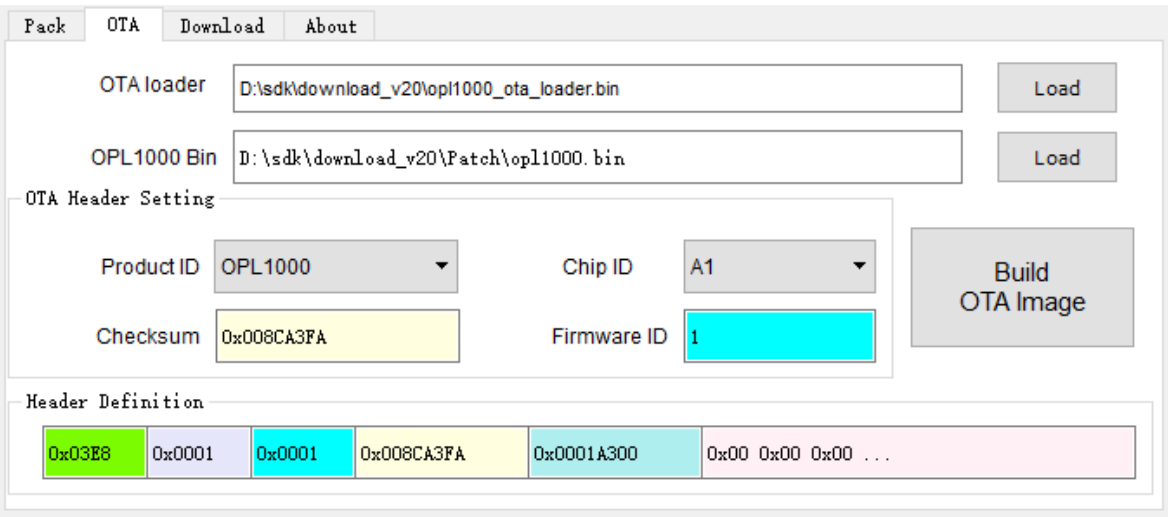 Pack OTA Download About
OTA loader D:\sdk\download_v20\opl1000_ota_loader.bin Load
OPL1000 Bin D:\sdk\download_v20\Patch\opl1000.bin Load
OTA Header Setting
Product ID OPL1000 Chip ID A1
Checksum 0x008CA3FA Firmware ID 1
Build
OTA Image
Header Definition
0x03E8 0x0001 0x0001 0x008CA3FA 0x0001A300 0x00 0x00 0x00 ...